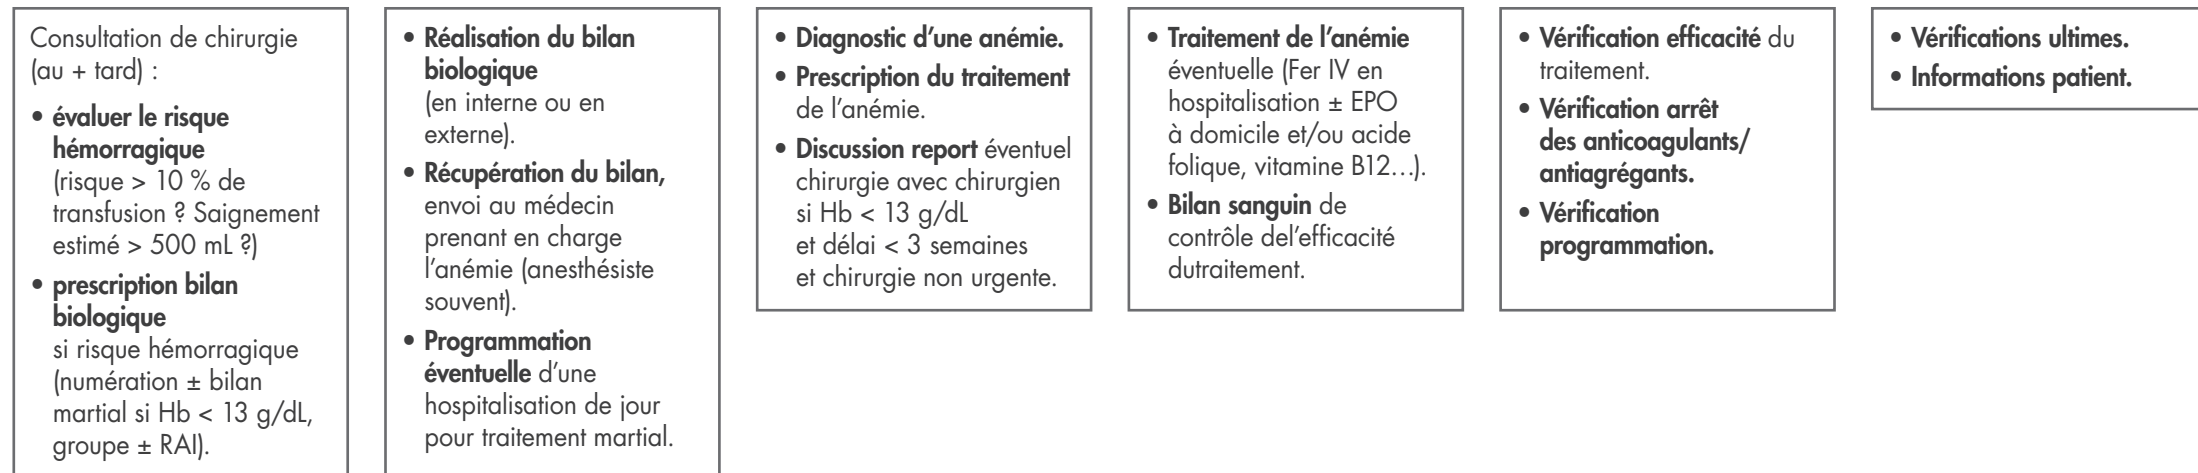 Consultation de chirurgie
(au + tard) :
• évaluer le risque
hémorragique
(risque > 10 % de
transfusion ? Saignement
estimé > 500 mL ?)
• prescription bilan
biologique
si risque hémorragique
(numération ± bilan
martial si Hb < 13 g/dL,
groupe ± RAI).
• Réalisation du bilan
biologique
(en interne ou en
externe).
• Récupération du bilan,
envoi au médecin
prenant en charge
l'anémie (anesthésiste
souvent).
• Programmation
éventuelle d'une
hospitalisation de jour
pour traitement martial.
• Diagnostic d'une anémie.
• Prescription du traitement
de l'anémie.
• Discussion report éventuel
chirurgie avec chirurgien
si Hb < 13 g/dL
et délai < 3 semaines
et chirurgie non urgente.
• Traitement de l'anémie
éventuelle (Fer IV en
hospitalisation ± EPO
à domicile et/ou acide
folique, vitamine B12…).
• Bilan sanguin de
contrôle del'efficacité
dutraitement.
• Vérification efficacité du
traitement.
• Vérification arrêt
des anticoagulants/
antiagrégants.
• Vérification
programmation.
• Vérifications ultimes.
• Informations patient.